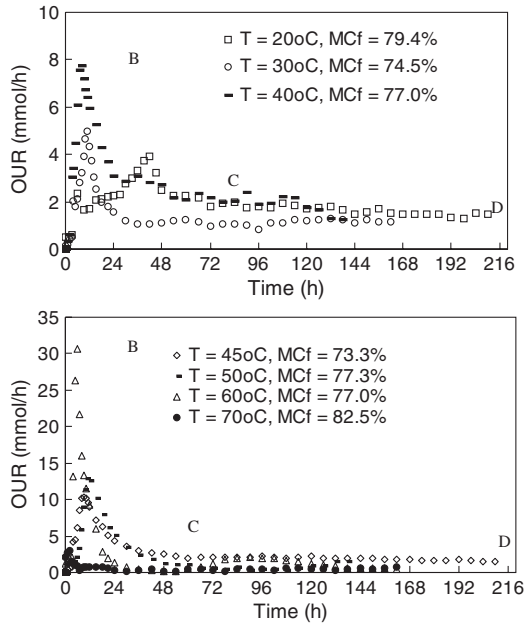 10
8
6
4
2
0
OUR (mmol/h)
B
T = 20oC, MCf = 79.4%
T = 30oC, MCf = 74.5%
T = 40oC, MCf = 77.0%
C
D
0 24 48 72 96 120 144 168 192 216
Time (h)
35
30
25
20
15
10
5
0
OUR (mmol/h)
B
T = 45oC, MCf = 73.3%
T = 50oC, MCf = 77.3%
T = 60oC, MCf = 77.0%
T = 70oC, MCf = 82.5%
C
D
0 24 48 72 96 120 144 168 192 216
Time (h)